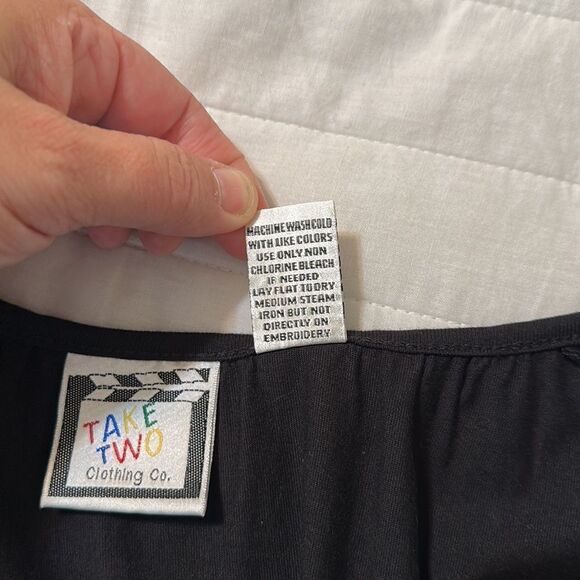 MACHINE WASH COLD
WITH LIKE COLORS
USE ONLY NON
CHLORINE BLEACH
IF NEEDED
LAY FLAT TO DRY
MEDIUM STEAM
IRON BUT NOT
DIRECTLY ON
EMBROIDERY
TAKE
TWO
Clothing Co.